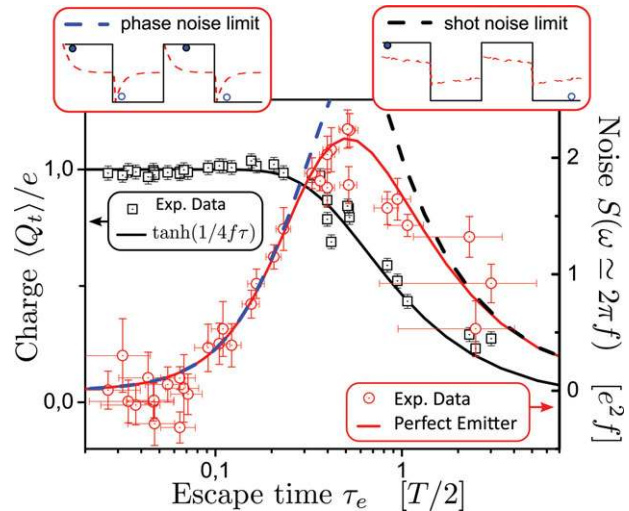 phase noise limit
shot noise limit
Charge ⟨Q_t⟩/e
1,0
0,0
Exp. Data
tanh(1/4fτ)
Exp. Data
Perfect Emitter
2
1
0
Noise S(ω ≃ 2πf) [e²f]
0,1
1
Escape time τ_e [T/2]